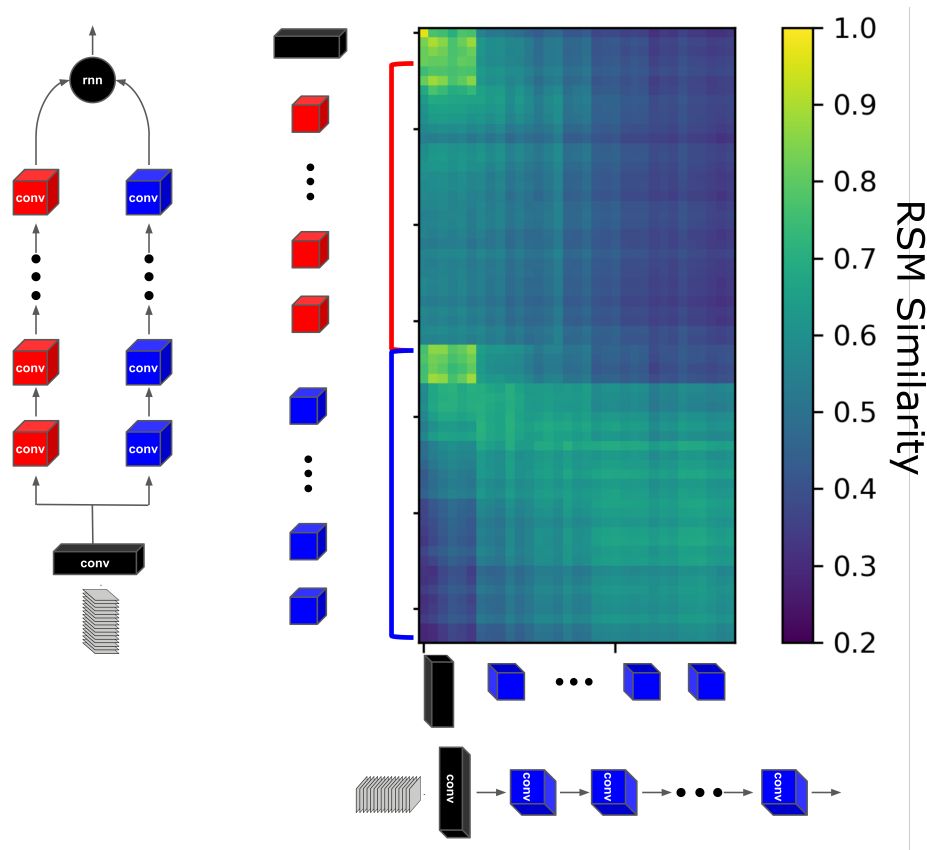 rnn
conv
conv
conv
conv
conv
conv
conv
1.0
0.9
0.8
0.7
0.6
0.5
0.4
0.3
0.2
RSM Similarity
conv
conv
conv
conv